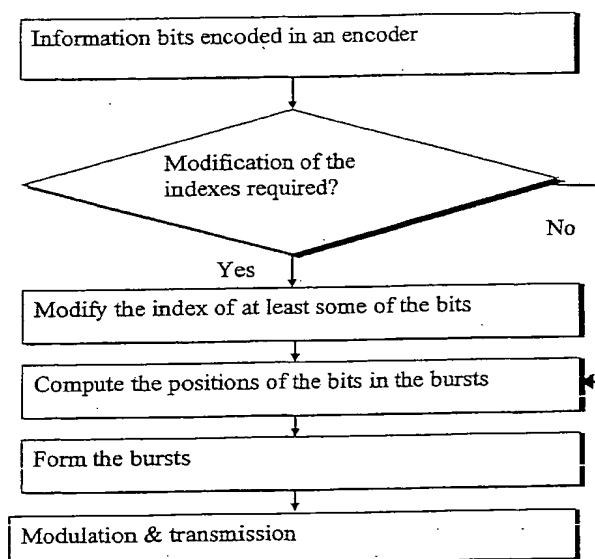 Information bits encoded in an encoder
Modification of the
indexes required?
No
Yes
Modify the index of at least some of the bits
Compute the positions of the bits in the bursts
Form the bursts
Modulation & transmission